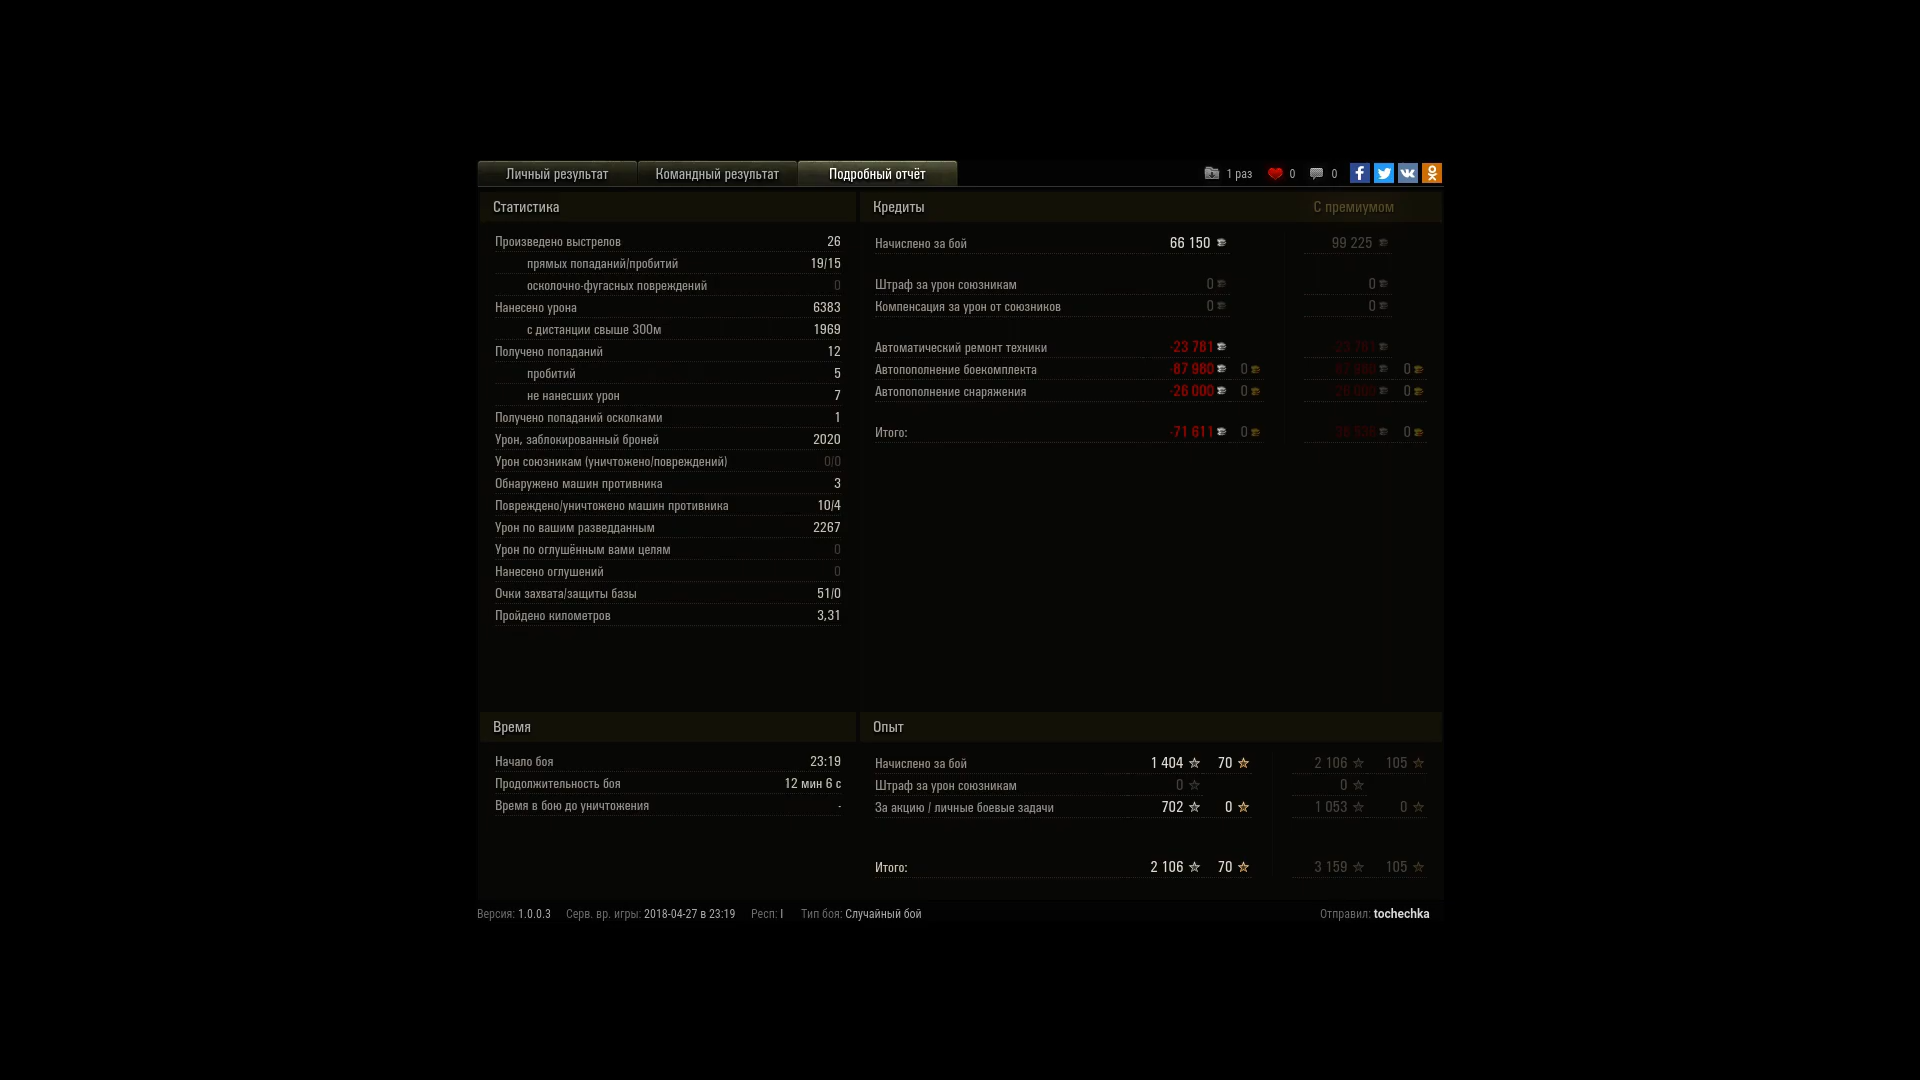 Личный результат
Командный результат
Подробный отчёт
1 раз
0
0
Статистика
Произведено выстрелов 26
прямых попаданий/пробитий 19/15
осколочно-фугасных повреждений 0
Нанесено урона 6383
с дистанции свыше 300м 1969
Получено попаданий 12
пробитий 5
не нанесших урон 7
Получено попаданий осколками 1
Урон, заблокированный броней 2020
Урон союзникам (уничтожено/повреждений) 0/0
Обнаружено машин противника 3
Повреждено/уничтожено машин противника 10/4
Урон по вашим разведданным 2267
Урон по оглушённым вами целям 0
Нанесено оглушений 0
Очки захвата/защиты базы 51/0
Пройдено километров 3,31
Кредиты С премиумом
Начислено за бой 66 150 99 225
Штраф за урон союзникам 0 0
Компенсация за урон от союзников 0 0
Автоматический ремонт техники -23 781 -23 781
Автопополнение боекомплекта -87 980 0 -87 980 0
Автопополнение снаряжения -26 000 0 -26 000 0
Итого: -71 611 0 0
Время
Начало боя 23:19
Продолжительность боя 12 мин 6 с
Время в бою до уничтожения -
Опыт
Начислено за бой 1 404 70 2 106 105
Штраф за урон союзникам 0 0
За акцию / личные боевые задачи 702 0 1 053 0
Итого: 2 106 70 3 159 105
Версия: 1.0.0.3 Серв. вр. игры: 2018-04-27 в 23:19 Респ: I Тип боя: Случайный бой Отправил: tochechka